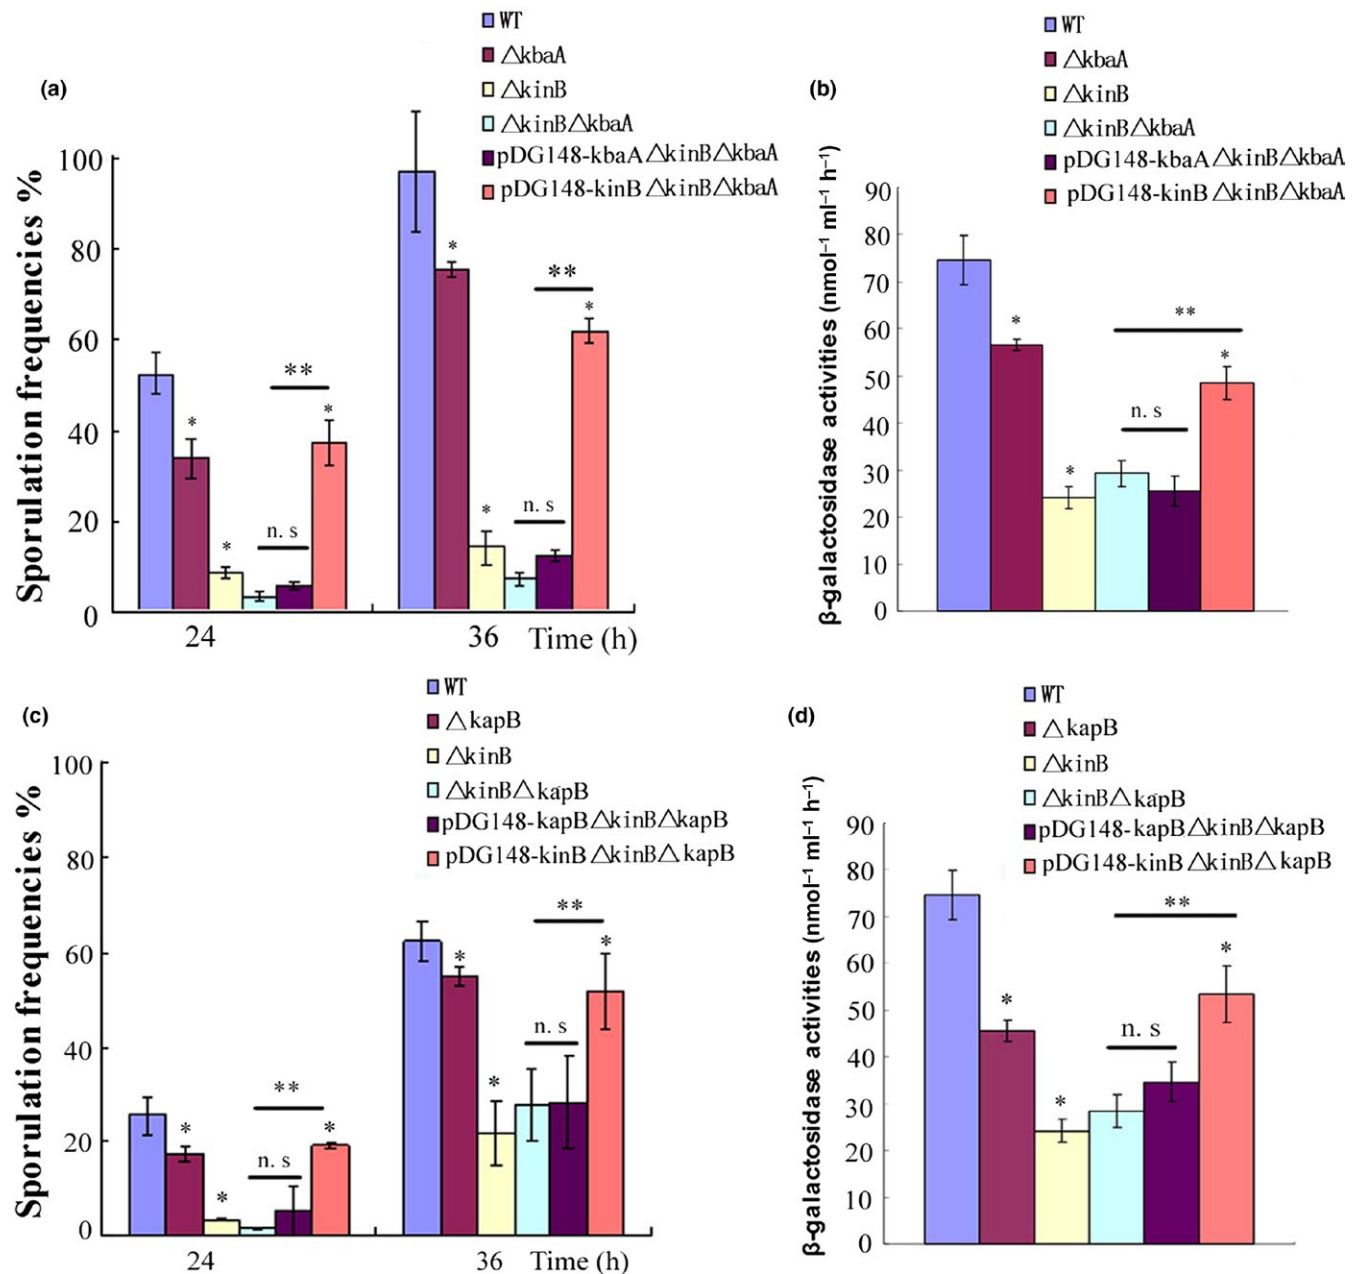 (a)
WT
△kbaA
△kinB
△kinB△kbaA
pDG148-kbaA△kinB△kbaA
pDG148-kinB△kinB△kbaA
Sporulation frequencies %
100
80
60
40
20
0
*
*
**
*
n. s
*
*
**
*
n. s
24
36
Time (h)
(b)
WT
△kbaA
△kinB
△kinB△kbaA
pDG148-kbaA△kinB△kbaA
pDG148-kinB△kinB△kbaA
β-galactosidase activities (nmol⁻¹ ml⁻¹ h⁻¹)
90
80
70
60
50
40
30
20
10
0
*
*
n. s
**
*
(c)
WT
△kapB
△kinB
△kinB△kapB
pDG148-kapB△kinB△kapB
pDG148-kinB△kinB△kapB
Sporulation frequencies %
100
80
60
40
20
0
*
*
n. s
**
*
*
*
n. s
**
*
24
36
Time (h)
(d)
WT
△kapB
△kinB
△kinB△kapB
pDG148-kapB△kinB△kapB
pDG148-kinB△kinB△kapB
β-galactosidase activities (nmol⁻¹ ml⁻¹ h⁻¹)
90
80
70
60
50
40
30
20
10
0
*
*
n. s
**
*